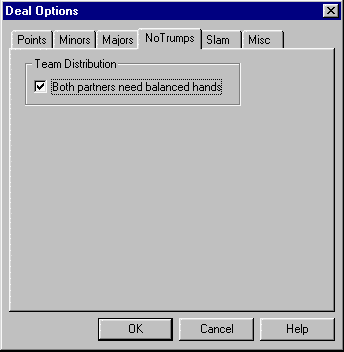 Deal Options
Points Minors Majors NoTrumps Slam Misc
Team Distribution
Both partners need balanced hands
OK Cancel Help